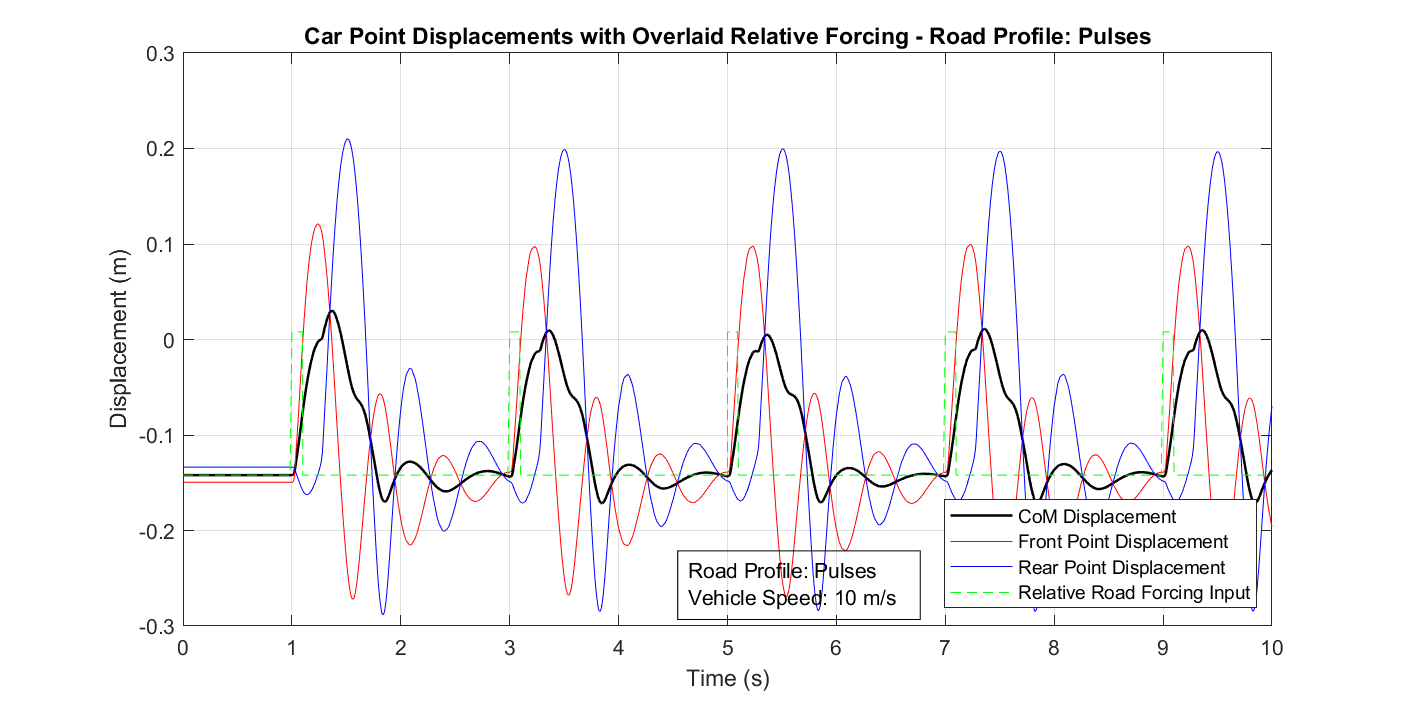 Car Point Displacements with Overlaid Relative Forcing - Road Profile: Pulses
0.3
0.2
0.1
0
-0.1
-0.2
-0.3
Displacement (m)
CoM Displacement
Front Point Displacement
Rear Point Displacement
Relative Road Forcing Input
Road Profile: Pulses
Vehicle Speed: 10 m/s
0 1 2 3 4 5 6 7 8 9 10
Time (s)